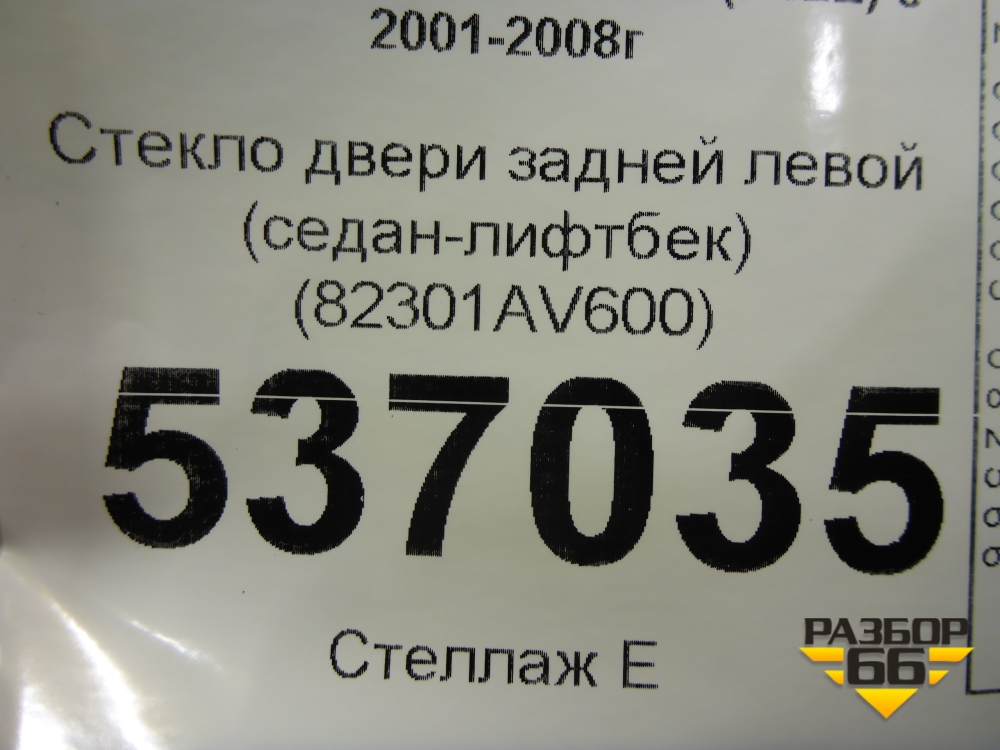 2001-2008г
Стекло двери задней левой
(седан-лифтбек)
(82301AV600)
537035
Стеллаж Е
РАЗБОР
66